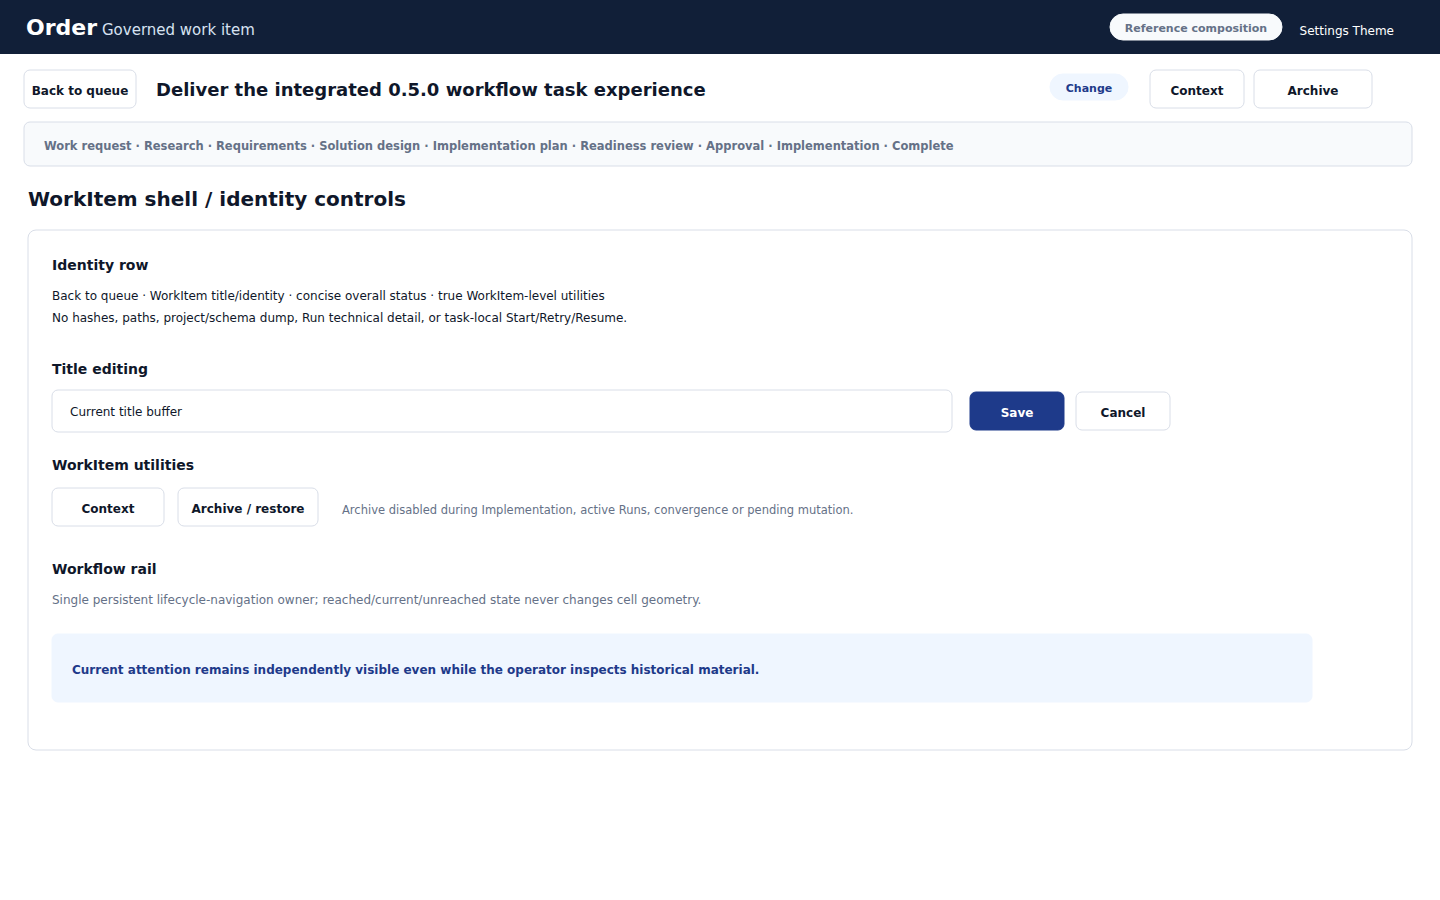 Order Governed work item
Reference composition
Settings Theme
Back to queue
Deliver the integrated 0.5.0 workflow task experience
Change
Context
Archive
Work request · Research · Requirements · Solution design · Implementation plan · Readiness review · Approval · Implementation · Complete
WorkItem shell / identity controls
Identity row
Back to queue · WorkItem title/identity · concise overall status · true WorkItem-level utilities
No hashes, paths, project/schema dump, Run technical detail, or task-local Start/Retry/Resume.
Title editing
Current title buffer
Save
Cancel
WorkItem utilities
Context
Archive / restore
Archive disabled during Implementation, active Runs, convergence or pending mutation.
Workflow rail
Single persistent lifecycle-navigation owner; reached/current/unreached state never changes cell geometry.
Current attention remains independently visible even while the operator inspects historical material.